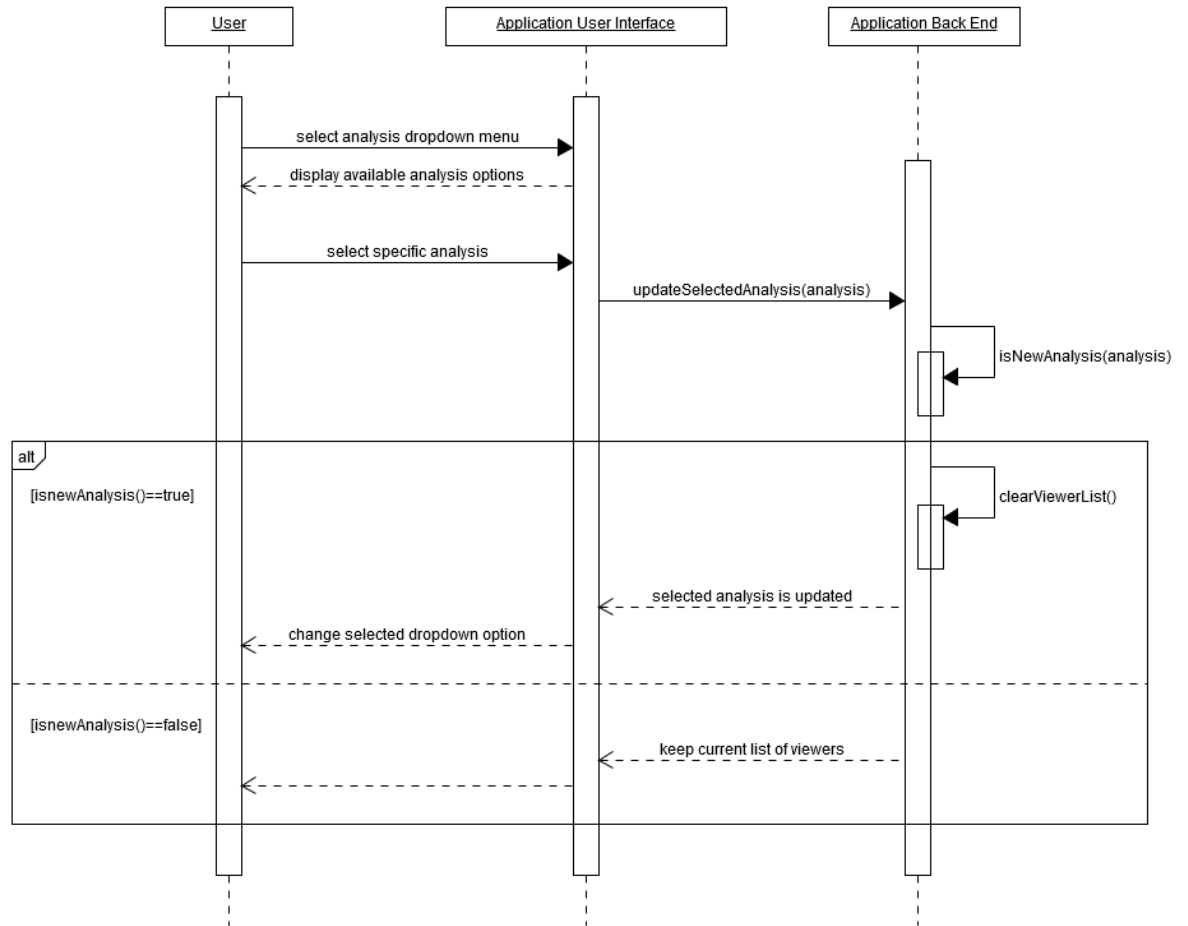 User
Application User Interface
Application Back End
select analysis dropdown menu
display available analysis options
select specific analysis
updateSelectedAnalysis(analysis)
isNewAnalysis(analysis)
alt
[isnewAnalysis()==true]
clearViewerList()
selected analysis is updated
change selected dropdown option
[isnewAnalysis()==false]
keep current list of viewers